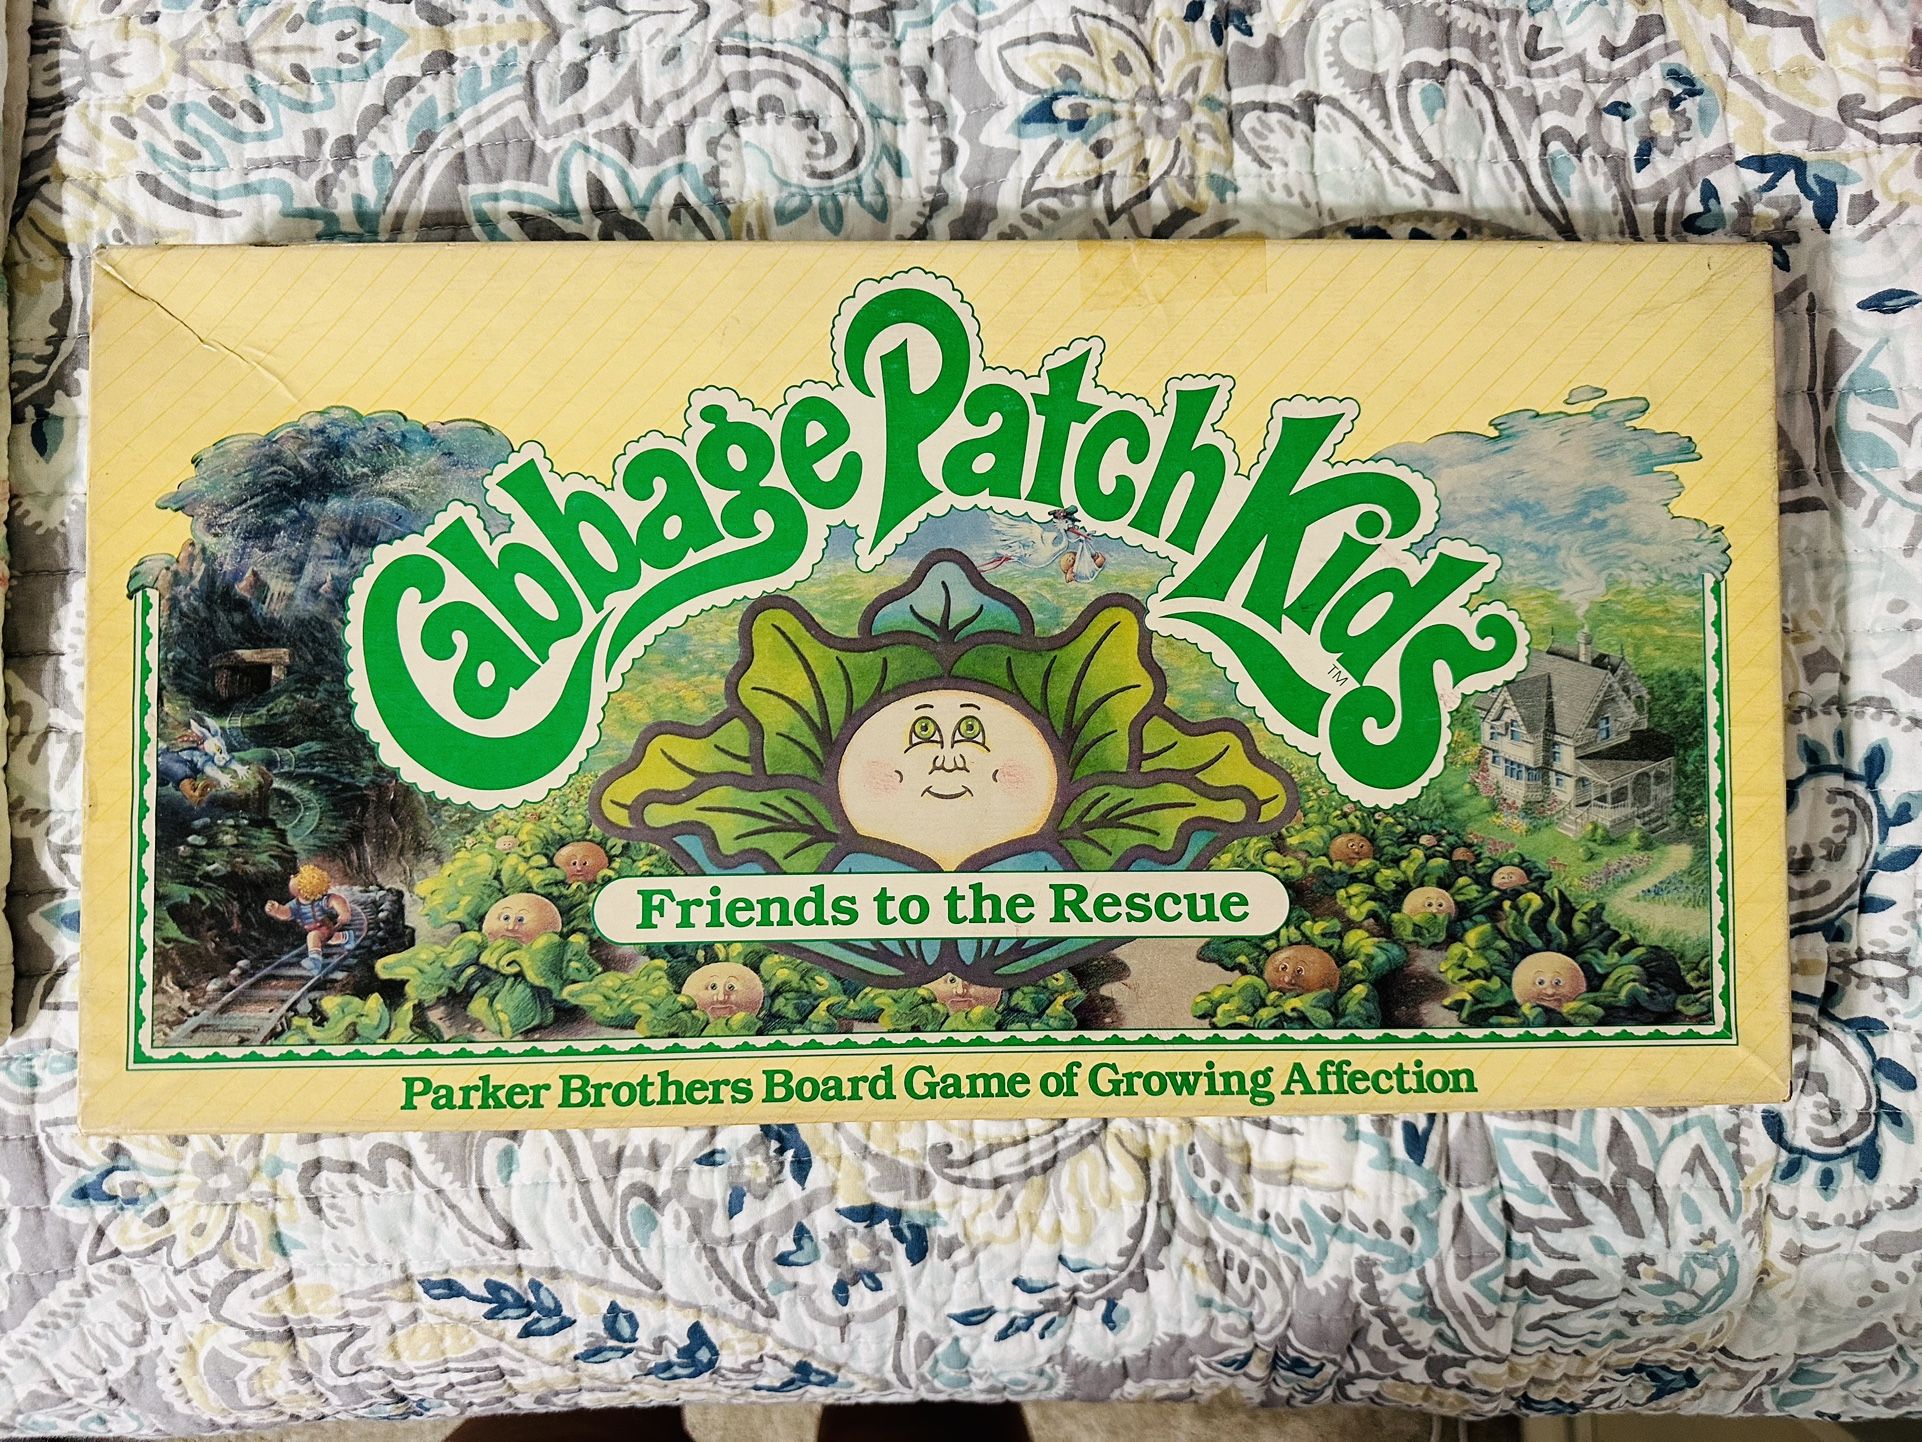 Cabbage Patch Kids
TM
Friends to the Rescue
Parker Brothers Board Game of Growing Affection